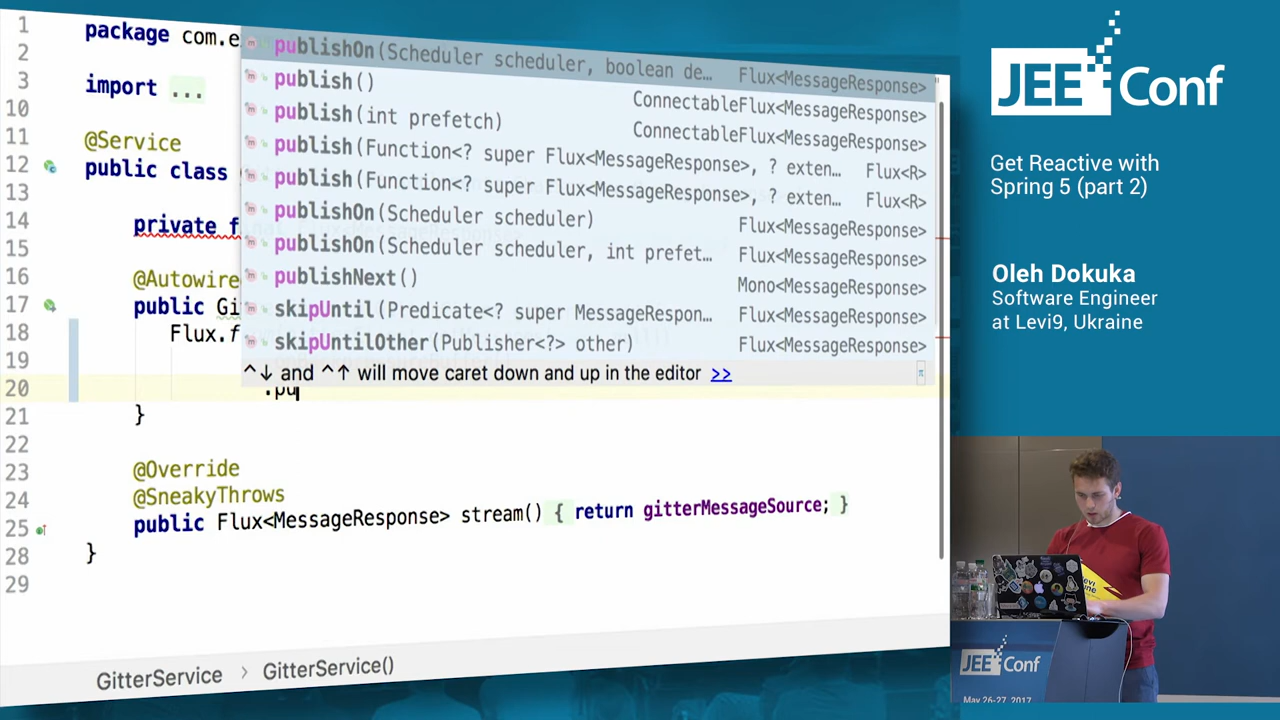 1
2
3
10
11
12
13
14
15
16
17
18
19
20
21
22
23
24
25
28
29
package com.e
import ...
@Service
public class
private f
@Autowire
public Gi
Flux.f
.pu
}
@Override
@SneakyThrows
public Flux<MessageResponse> stream() { return gitterMessageSource; }
}
publishOn(Scheduler scheduler, boolean de… Flux<MessageResponse>
publish() ConnectableFlux<MessageResponse>
publish(int prefetch) ConnectableFlux<MessageResponse>
publish(Function<? super Flux<MessageResponse>, ? exten… Flux<R>
publish(Function<? super Flux<MessageResponse>, ? exten… Flux<R>
publishOn(Scheduler scheduler) Flux<MessageResponse>
publishOn(Scheduler scheduler, int prefet… Flux<MessageResponse>
publishNext() Mono<MessageResponse>
skipUntil(Predicate<? super MessageRespon… Flux<MessageResponse>
skipUntilOther(Publisher<?> other) Flux<MessageResponse>
^↓ and ^↑ will move caret down and up in the editor >>
GitterService > GitterService()
JEEConf
Get Reactive with
Spring 5 (part 2)
Oleh Dokuka
Software Engineer
at Levi9, Ukraine
JEEConf
May 26-27, 2017